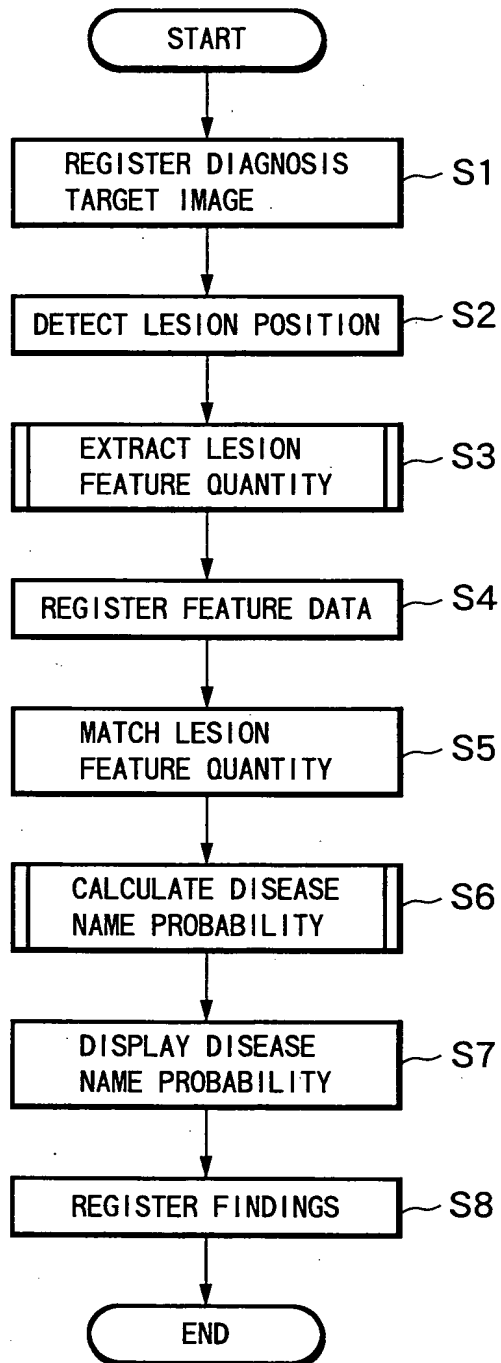 START
REGISTER DIAGNOSIS
TARGET IMAGE
S1
DETECT LESION POSITION
S2
EXTRACT LESION
FEATURE QUANTITY
S3
REGISTER FEATURE DATA
S4
MATCH LESION
FEATURE QUANTITY
S5
CALCULATE DISEASE
NAME PROBABILITY
S6
DISPLAY DISEASE
NAME PROBABILITY
S7
REGISTER FINDINGS
S8
END